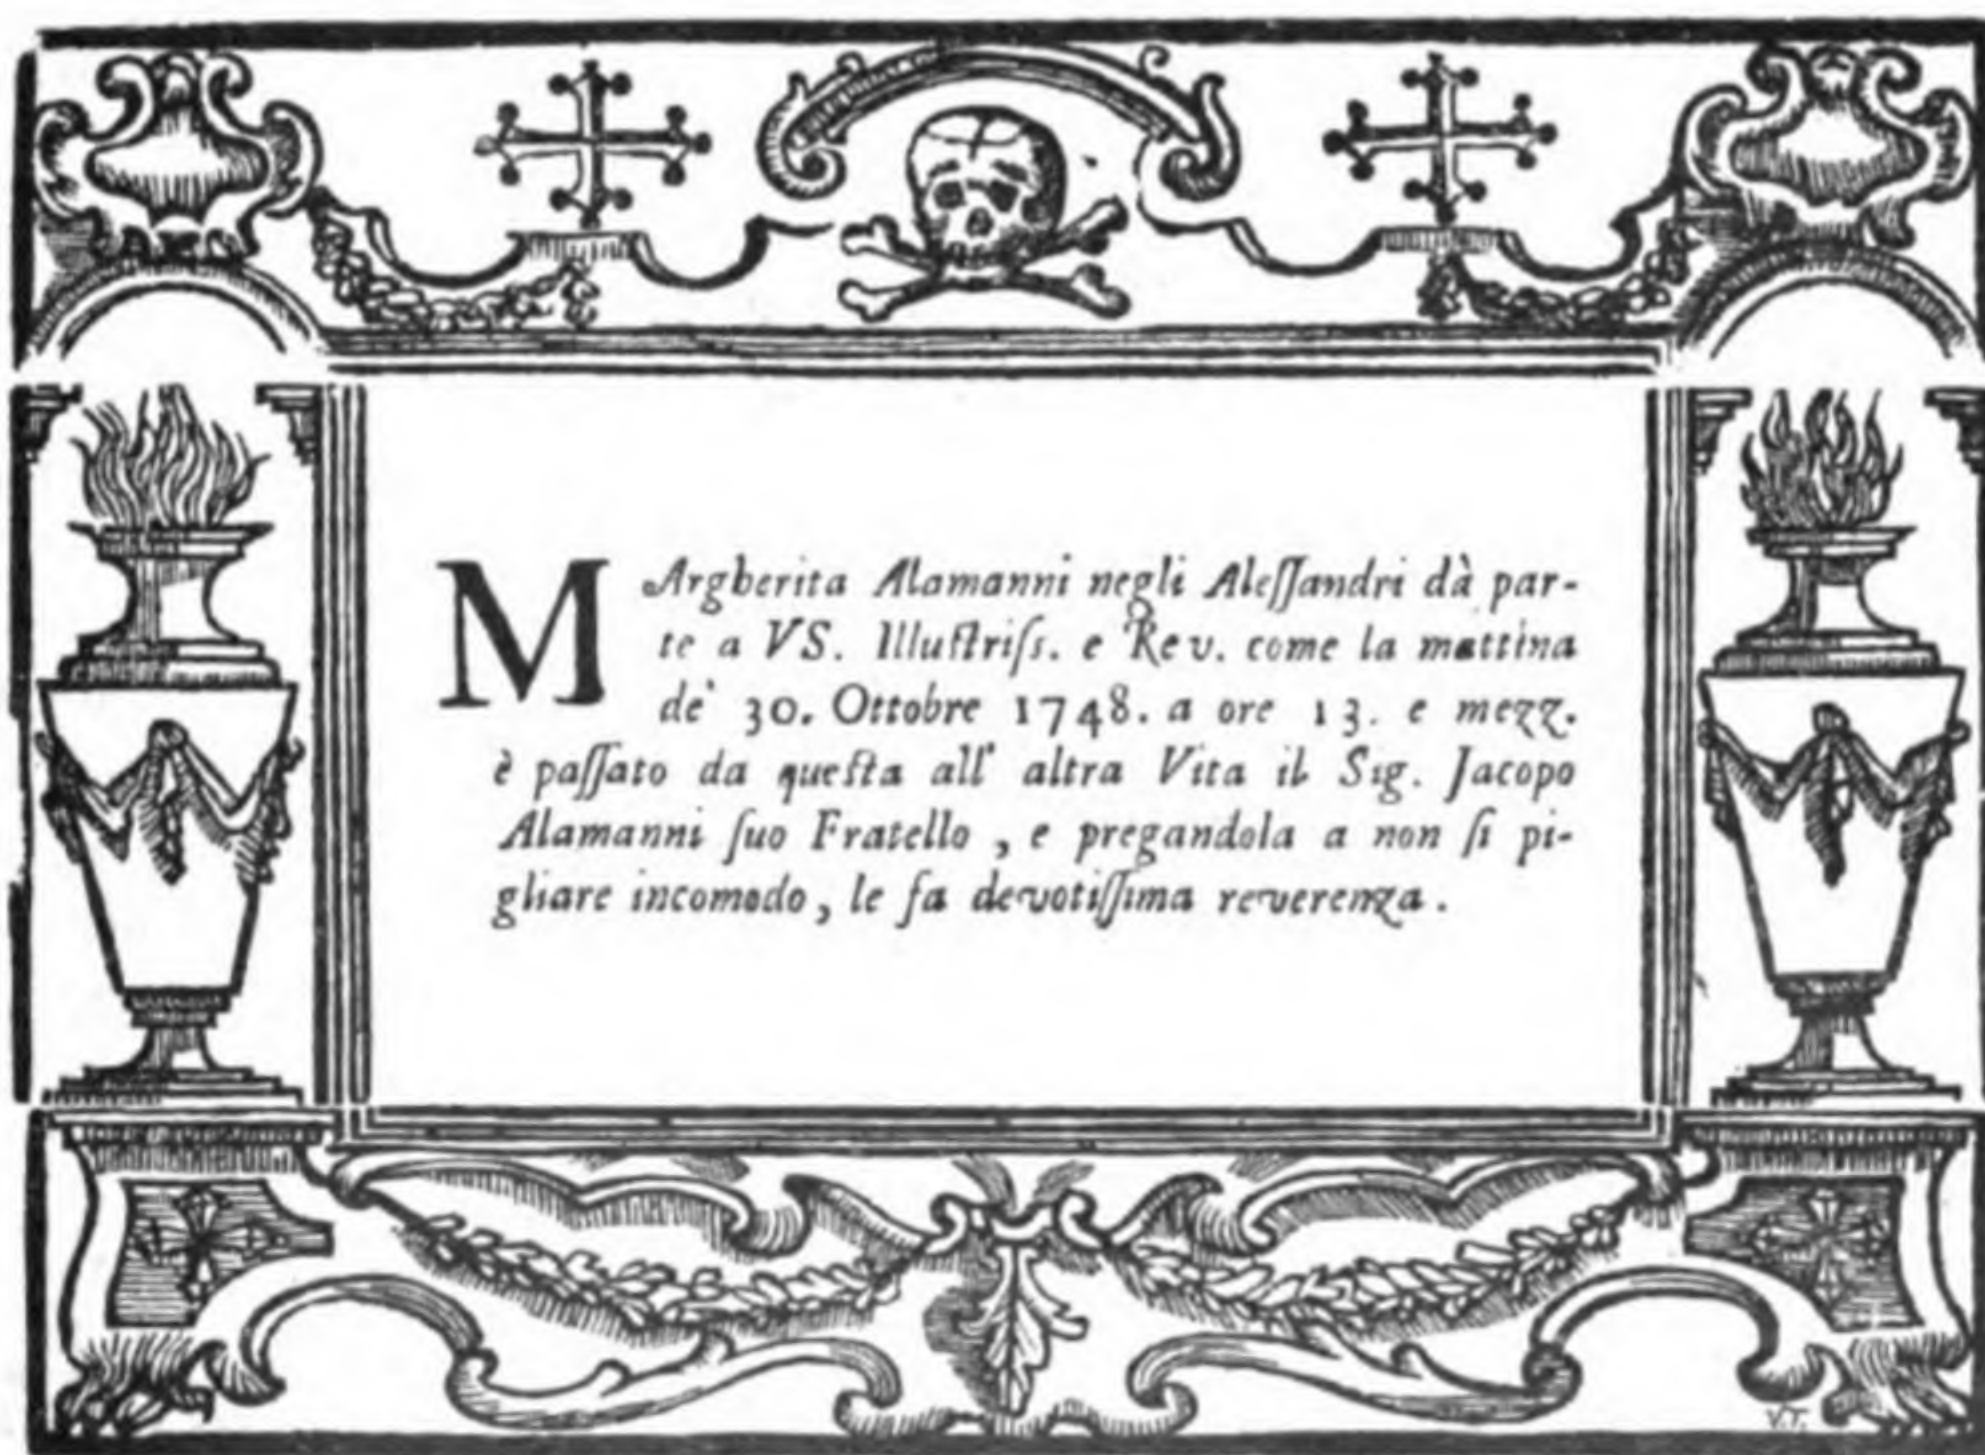 MArgherita Alamanni negli Aleſſandri dà par-
te a VS. Illuſtriſs. e Rev. come la mattina
de' 30. Ottobre 1748. a ore 13. e mezz.
è paſſato da queſta all' altra Vita il Sig. Jacopo
Alamanni ſuo Fratello, e pregandola a non ſi pi-
gliare incomodo, le fa devotiſſima reverenza.
V.T.